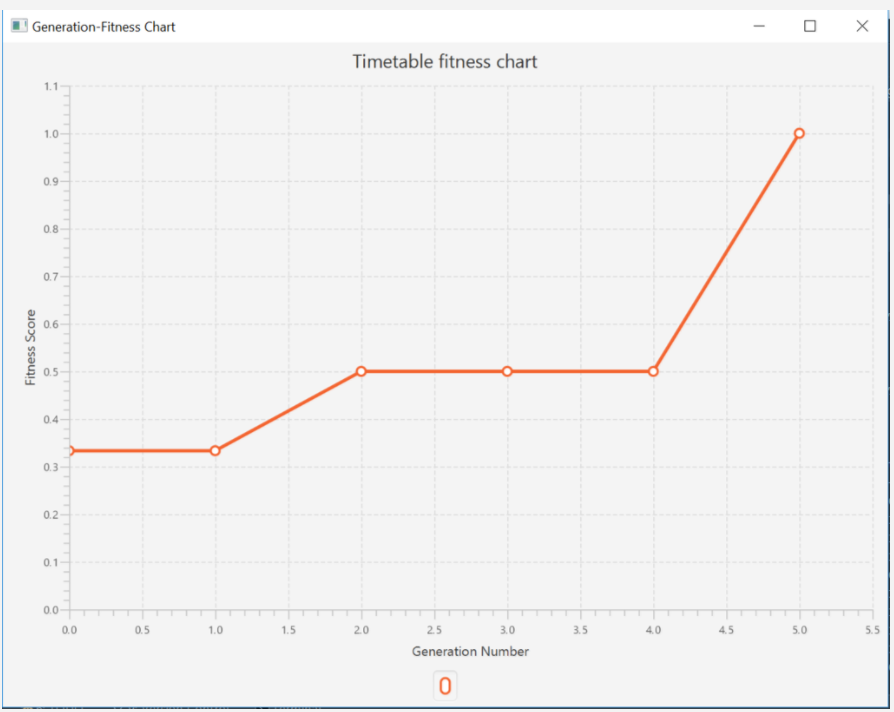 Generation-Fitness Chart
Timetable fitness chart
1.1
1.0
0.9
0.8
0.7
0.6
0.5
0.4
0.3
0.2
0.1
0.0
Fitness Score
0.0 0.5 1.0 1.5 2.0 2.5 3.0 3.5 4.0 4.5 5.0 5.5
Generation Number